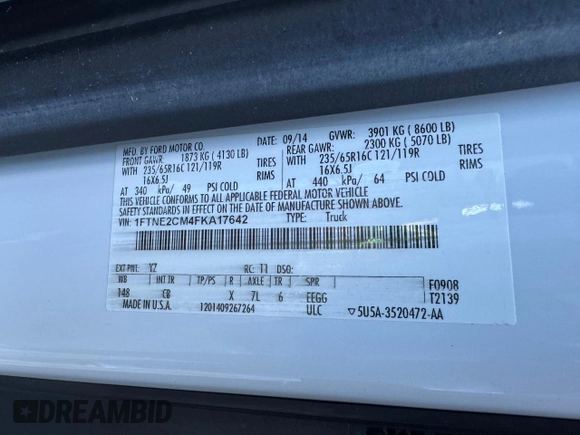 MFD. BY FORD MOTOR CO. DATE: 09/14 GVWR: 3901 KG ( 8600 LB)
FRONT GAWR: 1873 KG ( 4130 LB) REAR GAWR: 2300 KG ( 5070 LB)
WITH 235/65R16C 121/119R TIRES WITH 235/65R16C 121/119R TIRES
16X6.5J RIMS 16X6.5J RIMS
AT 340 kPa/ 49 PSI COLD AT 440 kPa/ 64 PSI COLD
THIS VEHICLE CONFORMS TO ALL APPLICABLE FEDERAL MOTOR VEHICLE
SAFETY STANDARDS IN EFFECT ON THE DATE OF MANUFACTURE SHOWN ABOVE.
VIN: 1FTNE2CM4FKA17642 TYPE: Truck
EXT PNT: YZ RC: 11 DSO: F0908
WB INT TR TP/PS R AXLE TR SPR T2139
148 CB X 7L 6 EEGG
MADE IN U.S.A. 1201409267264 ULC ▽ 5U5A-3520472-AA
DREAMBID